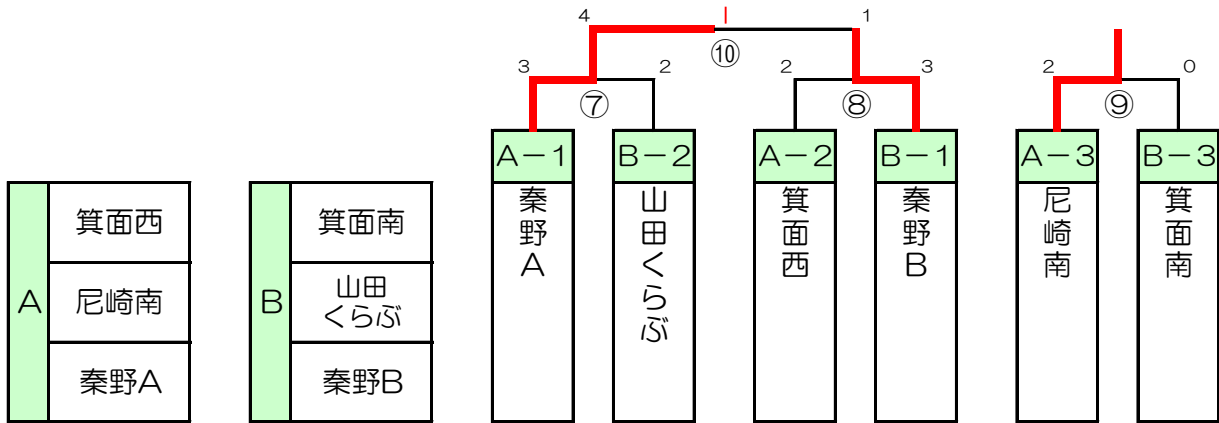 4
1
⑩
3
2
2
3
2
0
⑦
⑧
⑨
A-1
B-2
A-2
B-1
A-3
B-3
秦野A
山田くらぶ
箕面西
秦野B
尼崎南
箕面南
A
箕面西
尼崎南
秦野A
B
箕面南
山田
くらぶ
秦野B